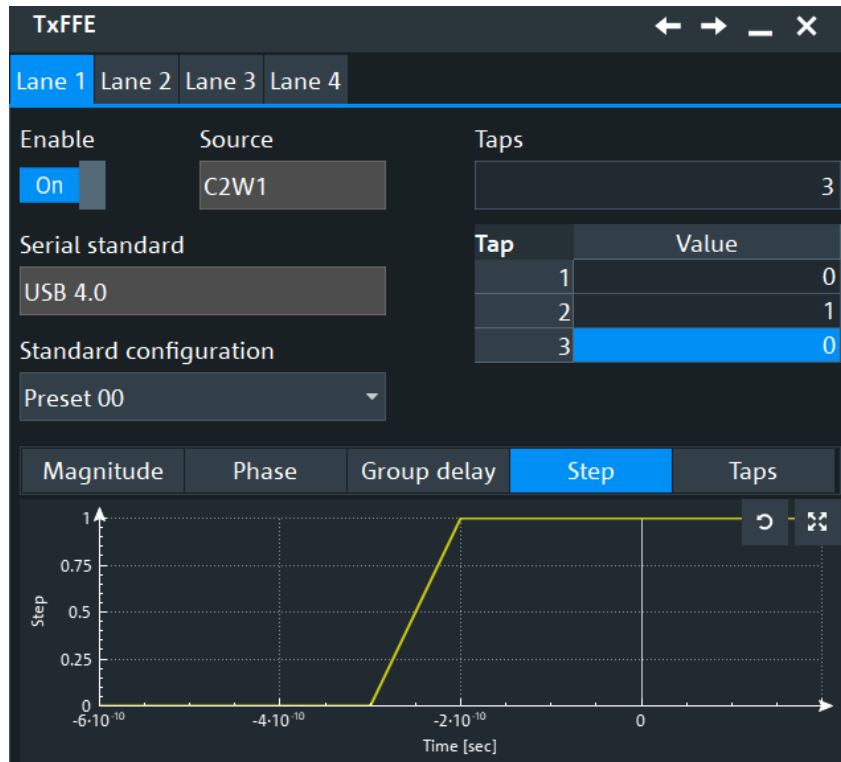 TxFFE
Lane 1 Lane 2 Lane 3 Lane 4
Enable Source Taps
On C2W1 3
Serial standard
USB 4.0
Tap Value
1 0
2 1
3 0
Standard configuration
Preset 00
Magnitude Phase Group delay Step Taps
1
0.75
0.5
0.25
0
Step
-6·10⁻¹⁰ -4·10⁻¹⁰ -2·10⁻¹⁰ 0
Time [sec]